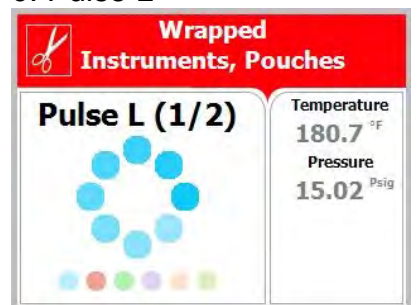 Wrapped
Instruments, Pouches
Pulse L (1/2)
Temperature
180.7 °F
Pressure
15.02 Psig